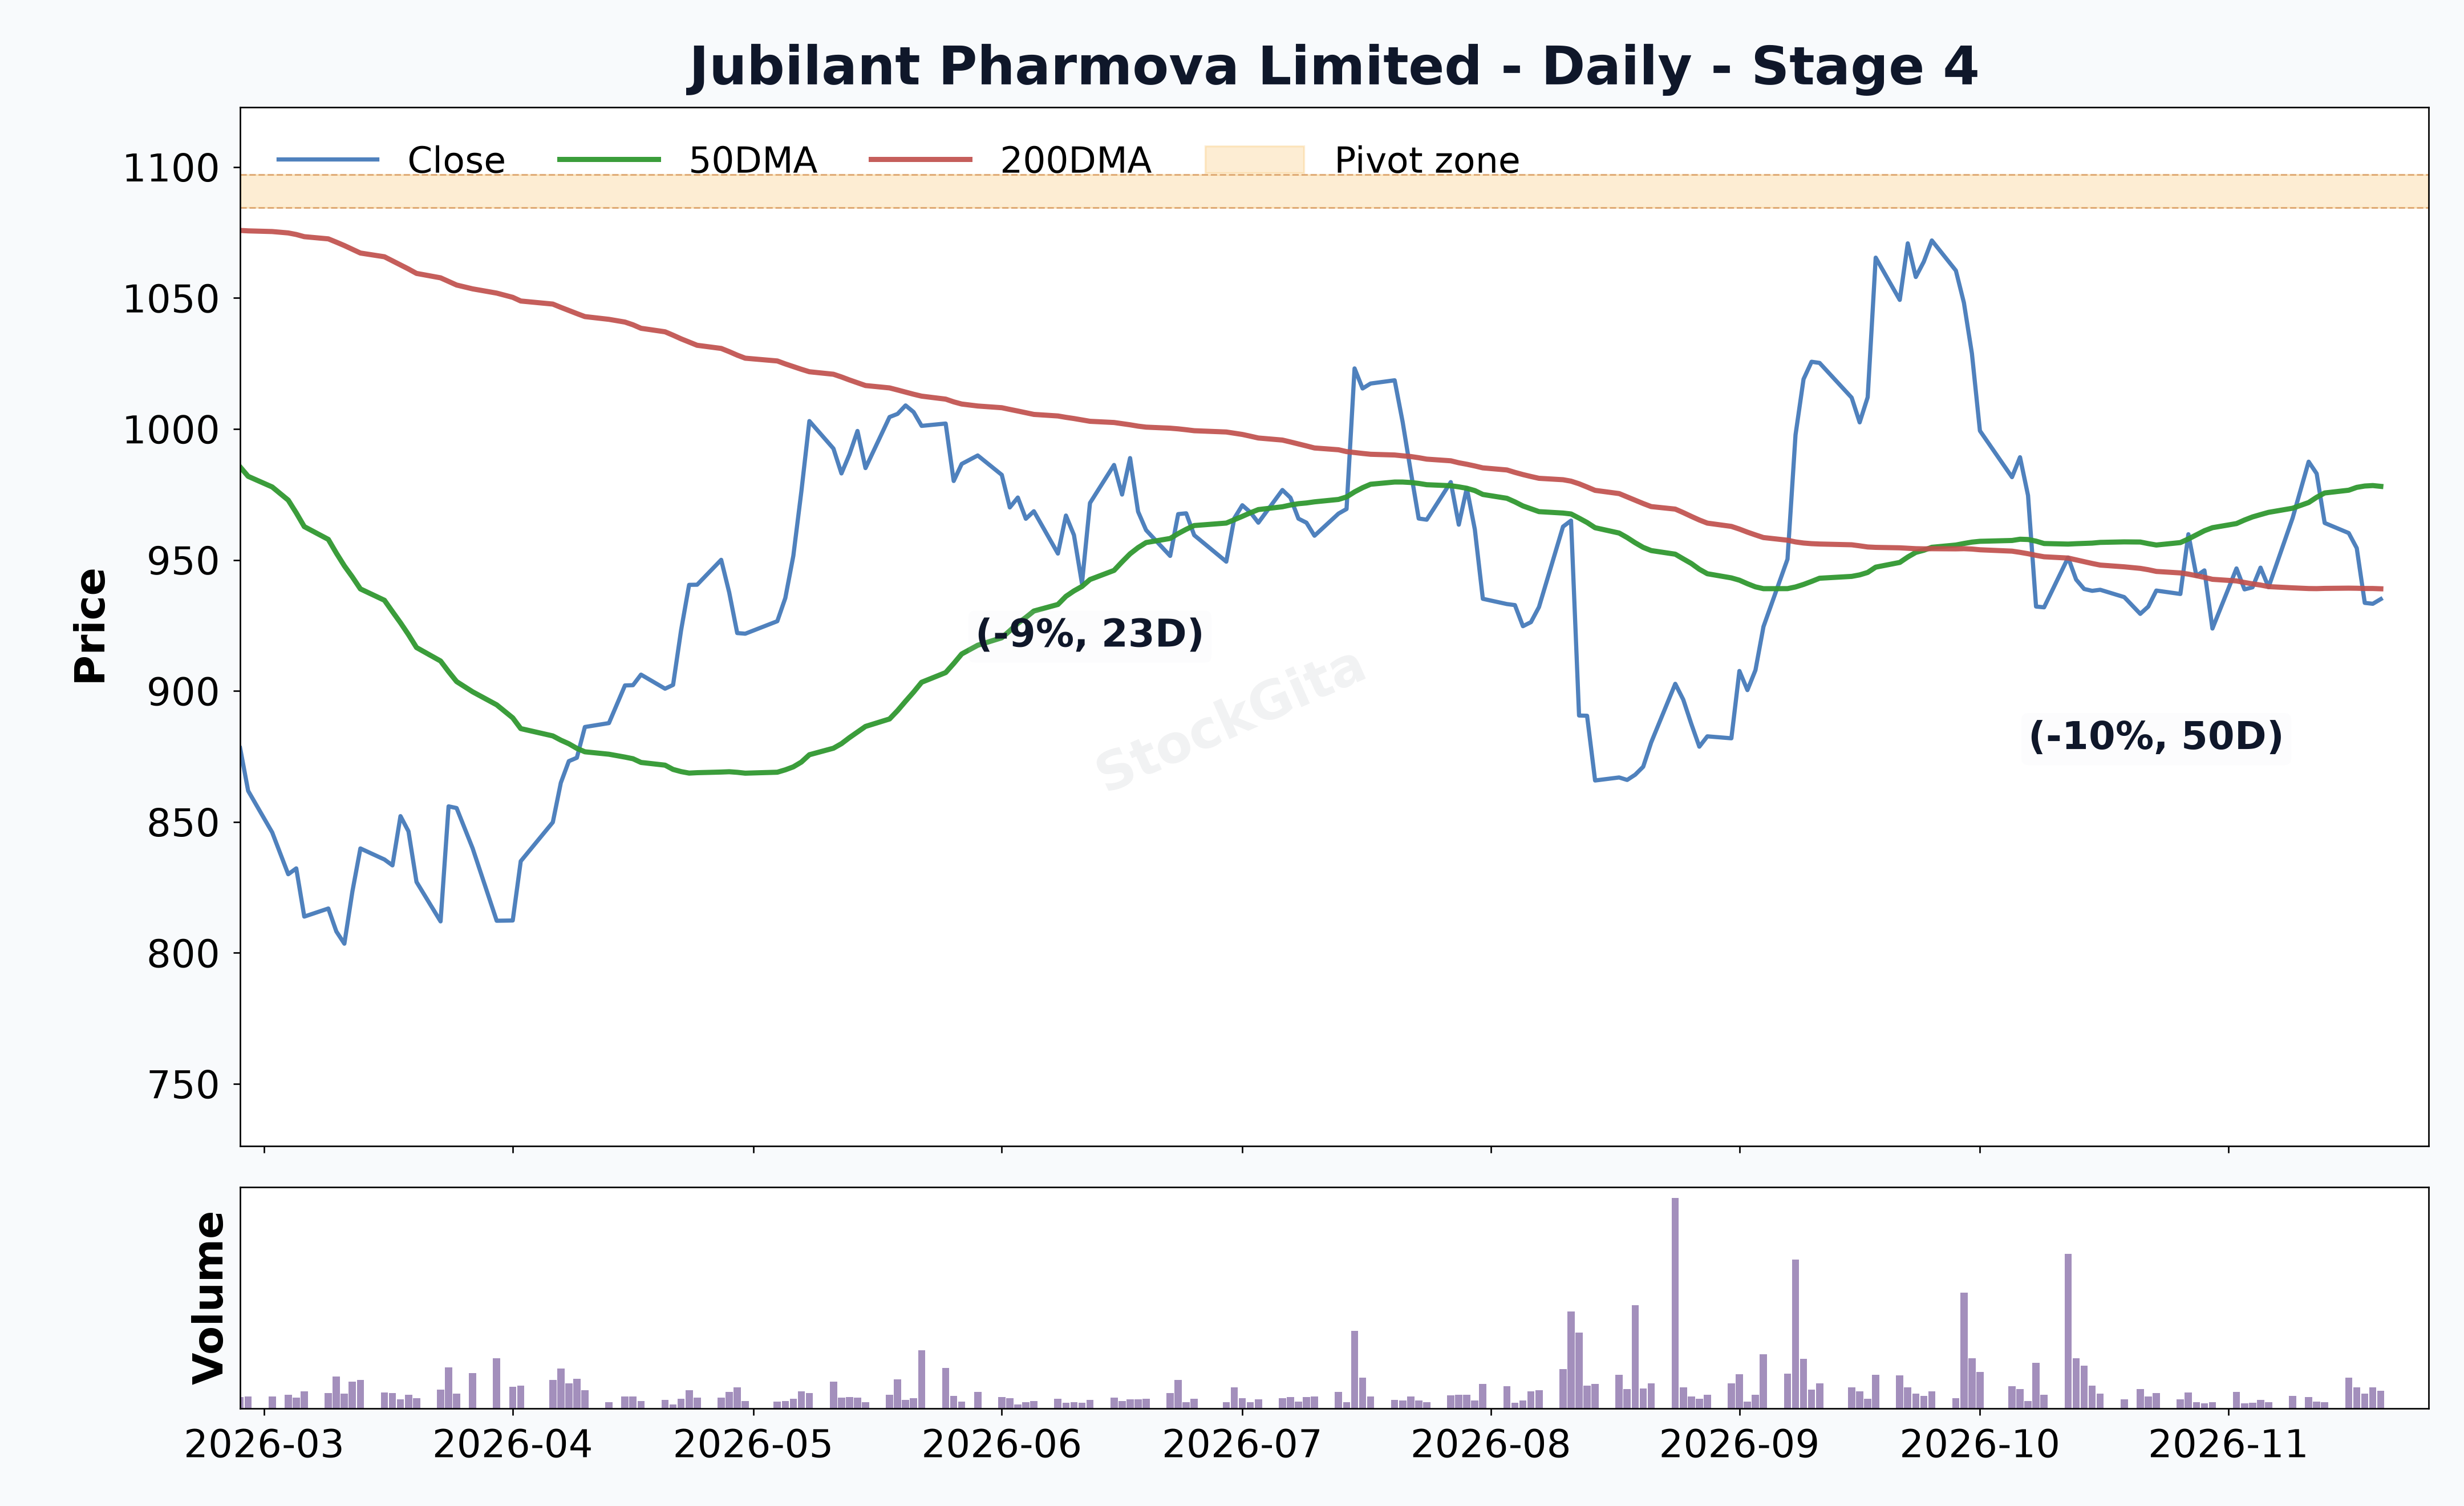 Jubilant Pharmova Limited - Daily - Stage 4
Close 50DMA 200DMA Pivot zone
1100
1050
1000
950
900
850
800
750
Price
(-9%, 23D)
(-10%, 50D)
StockGita
Volume
2026-03 2026-04 2026-05 2026-06 2026-07 2026-08 2026-09 2026-10 2026-11